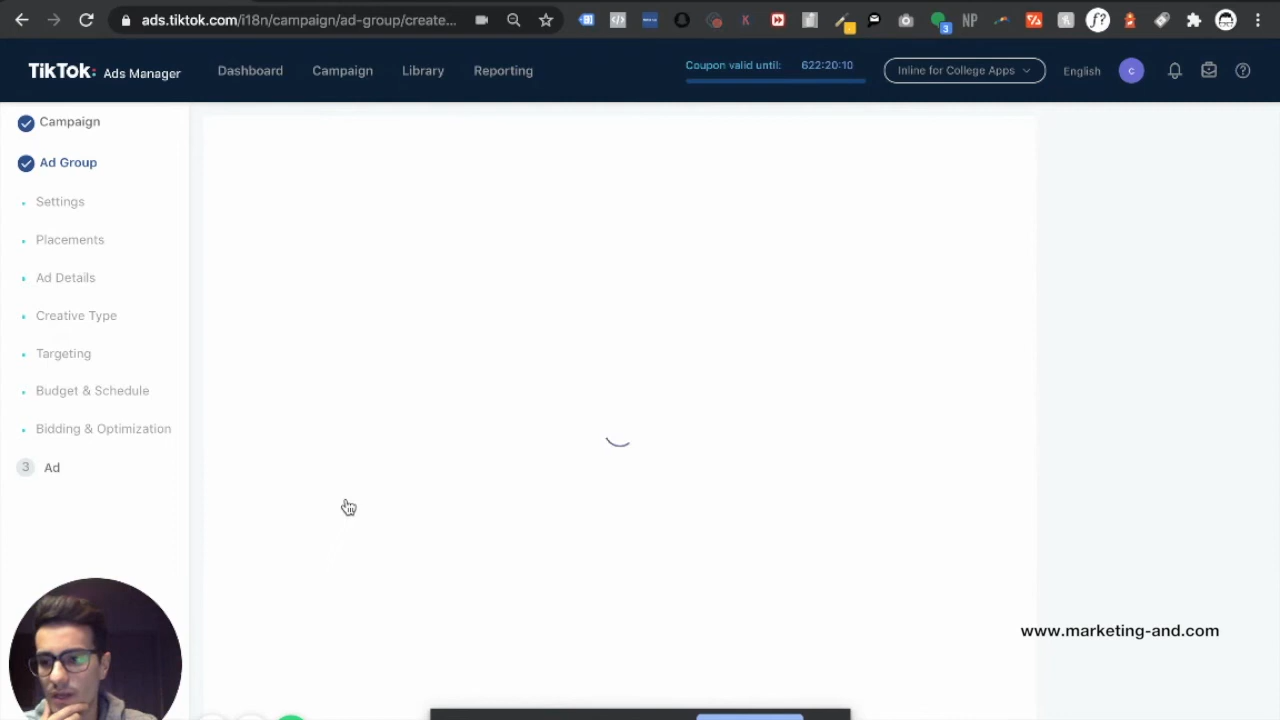 ads.tiktok.com/i18n/campaign/ad-group/create...
3
NP
f?
TikTok: Ads Manager
Dashboard
Campaign
Library
Reporting
Coupon valid until: 622:20:10
Inline for College Apps
English
C
Campaign
Ad Group
Settings
Placements
Ad Details
Creative Type
Targeting
Budget & Schedule
Bidding & Optimization
3 Ad
www.marketing-and.com